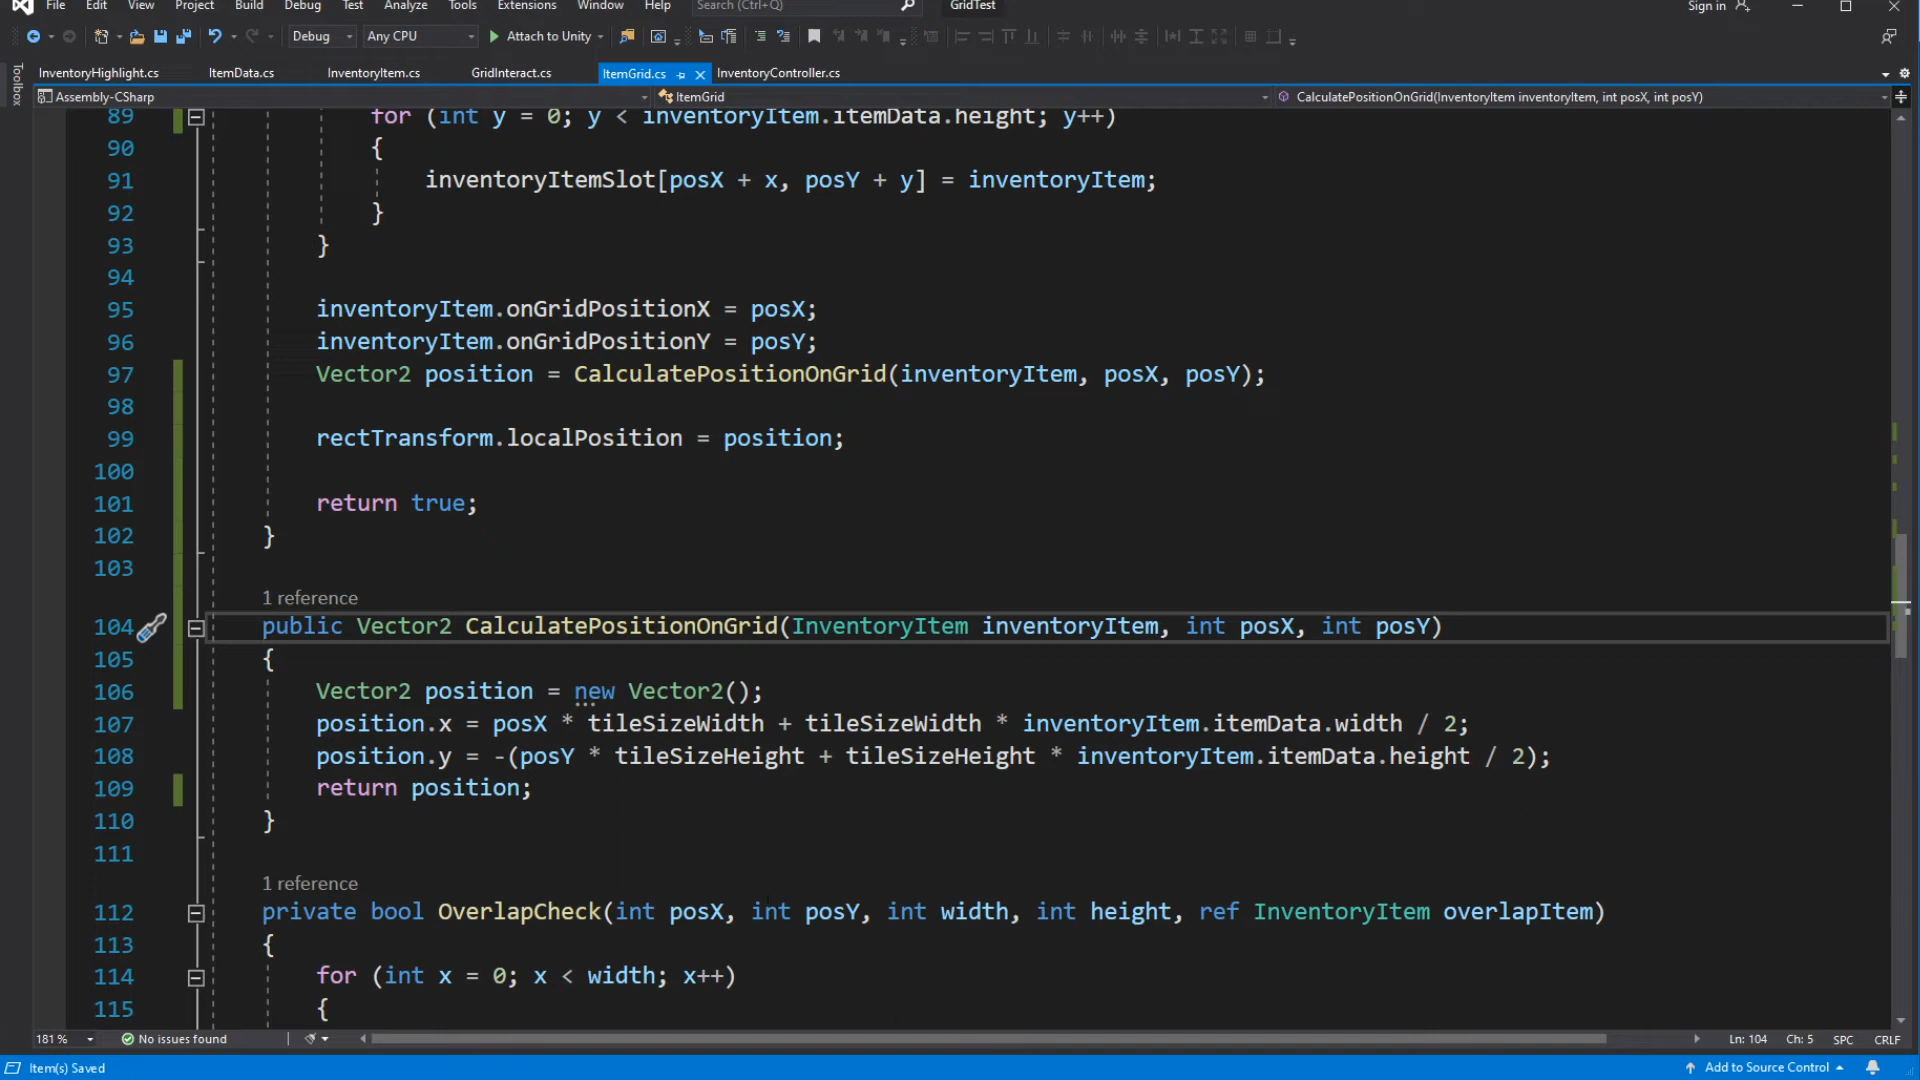 File Edit View Project Build Debug Test Analyze Tools Extensions Window Help Search (Ctrl+Q) GridTest Sign in
Debug Any CPU Attach to Unity
Toolbox
InventoryHighlight.cs ItemData.cs InventoryItem.cs GridInteract.cs ItemGrid.cs InventoryController.cs
Assembly-CSharp ItemGrid CalculatePositionOnGrid(InventoryItem inventoryItem, int posX, int posY)
89 for (int y = 0; y < inventoryItem.itemData.height; y++)
90 {
91 inventoryItemSlot[posX + x, posY + y] = inventoryItem;
92 }
93 }
94
95 inventoryItem.onGridPositionX = posX;
96 inventoryItem.onGridPositionY = posY;
97 Vector2 position = CalculatePositionOnGrid(inventoryItem, posX, posY);
98
99 rectTransform.localPosition = position;
100
101 return true;
102 }
103
1 reference
104 public Vector2 CalculatePositionOnGrid(InventoryItem inventoryItem, int posX, int posY)
105 {
106 Vector2 position = new Vector2();
107 position.x = posX * tileSizeWidth + tileSizeWidth * inventoryItem.itemData.width / 2;
108 position.y = -(posY * tileSizeHeight + tileSizeHeight * inventoryItem.itemData.height / 2);
109 return position;
110 }
111
1 reference
112 private bool OverlapCheck(int posX, int posY, int width, int height, ref InventoryItem overlapItem)
113 {
114 for (int x = 0; x < width; x++)
115 {
181 % No issues found Ln: 104 Ch: 5 SPC CRLF
Item(s) Saved Add to Source Control